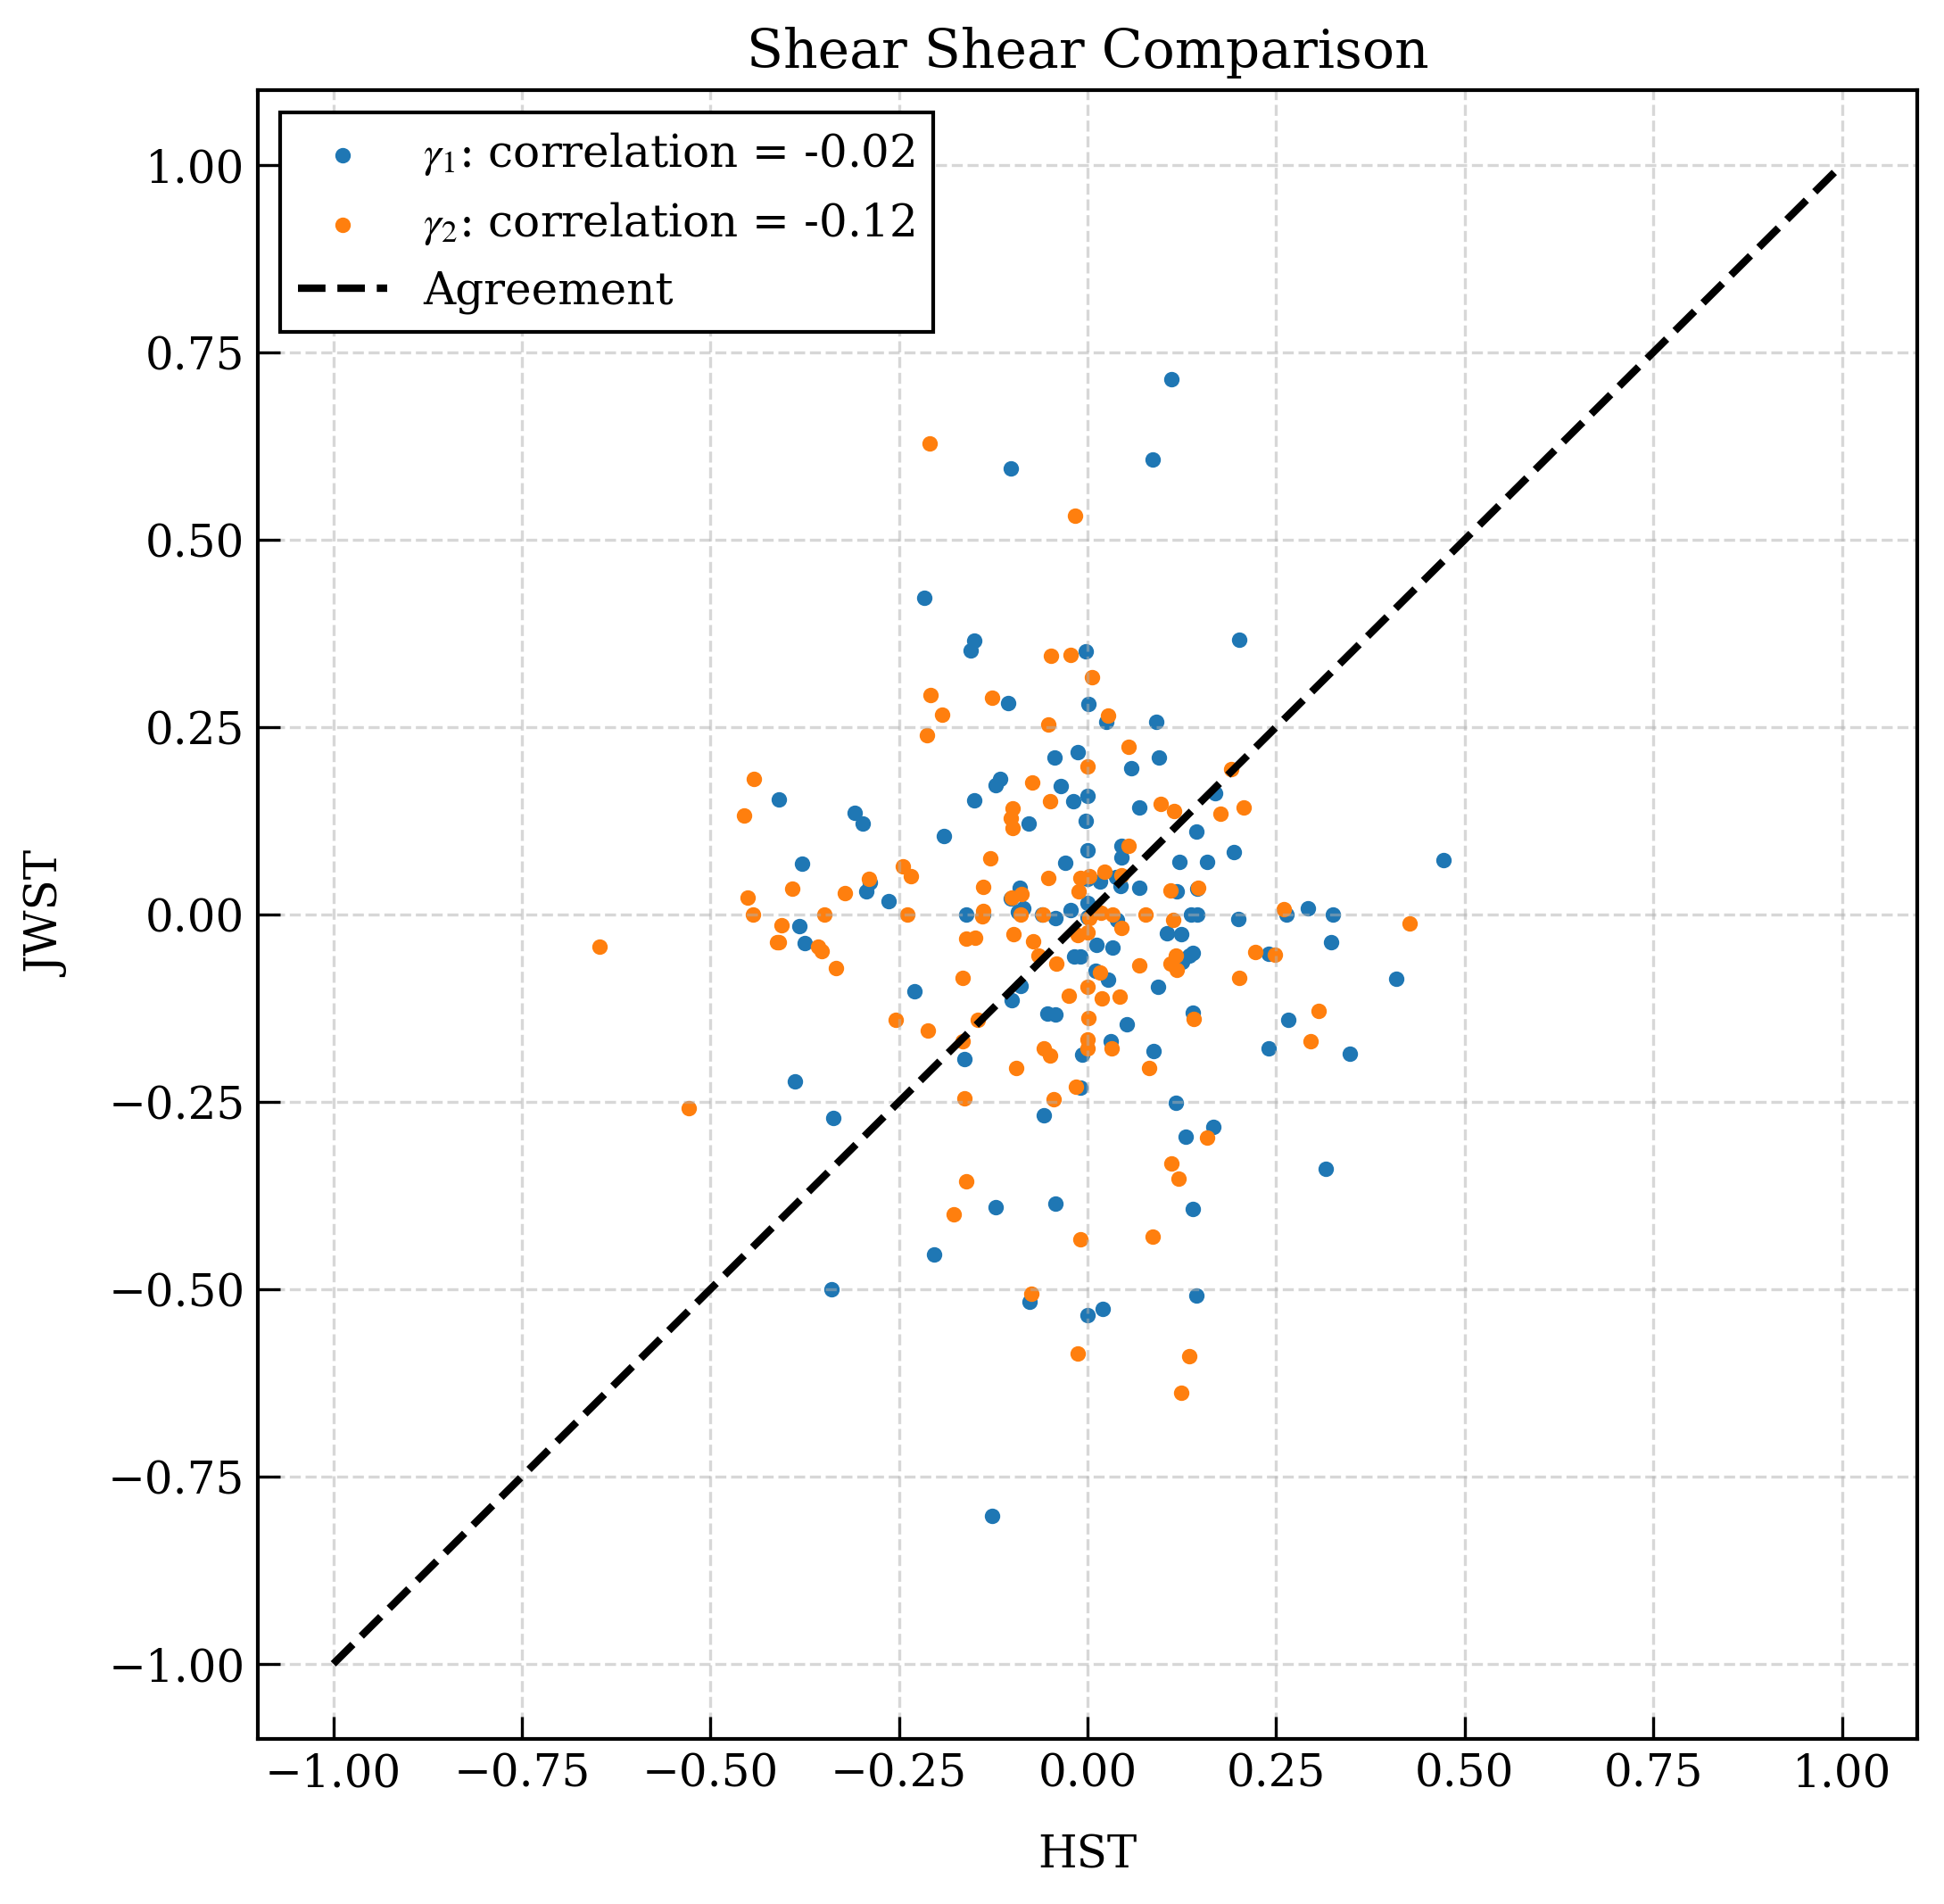 Shear Shear Comparison
γ₁: correlation = -0.02
γ₂: correlation = -0.12
Agreement
1.00
0.75
0.50
0.25
0.00
−0.25
−0.50
−0.75
−1.00
JWST
−1.00 −0.75 −0.50 −0.25 0.00 0.25 0.50 0.75 1.00
HST